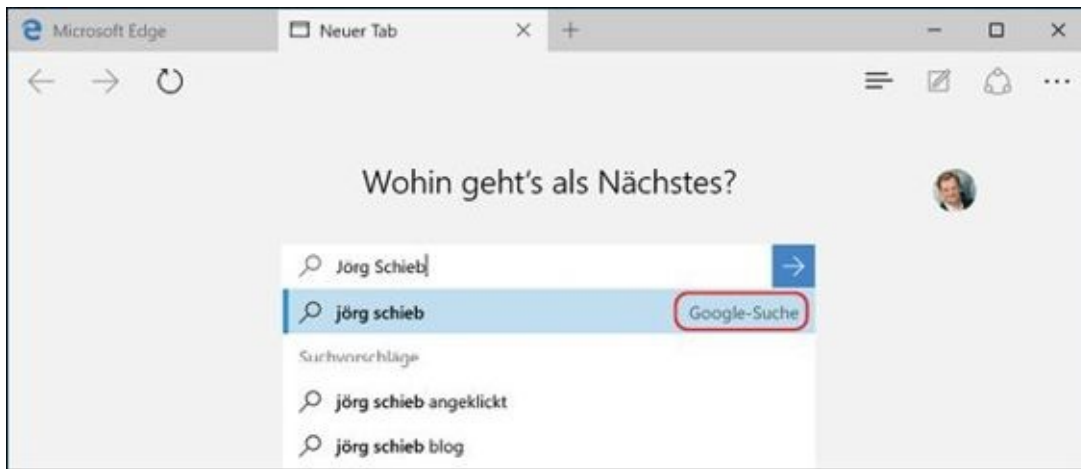 Microsoft Edge
Neuer Tab
Wohin geht's als Nächstes?
Jörg Schieb
jörg schieb Google-Suche
Suchvorschläge
jörg schieb angeklickt
jörg schieb blog